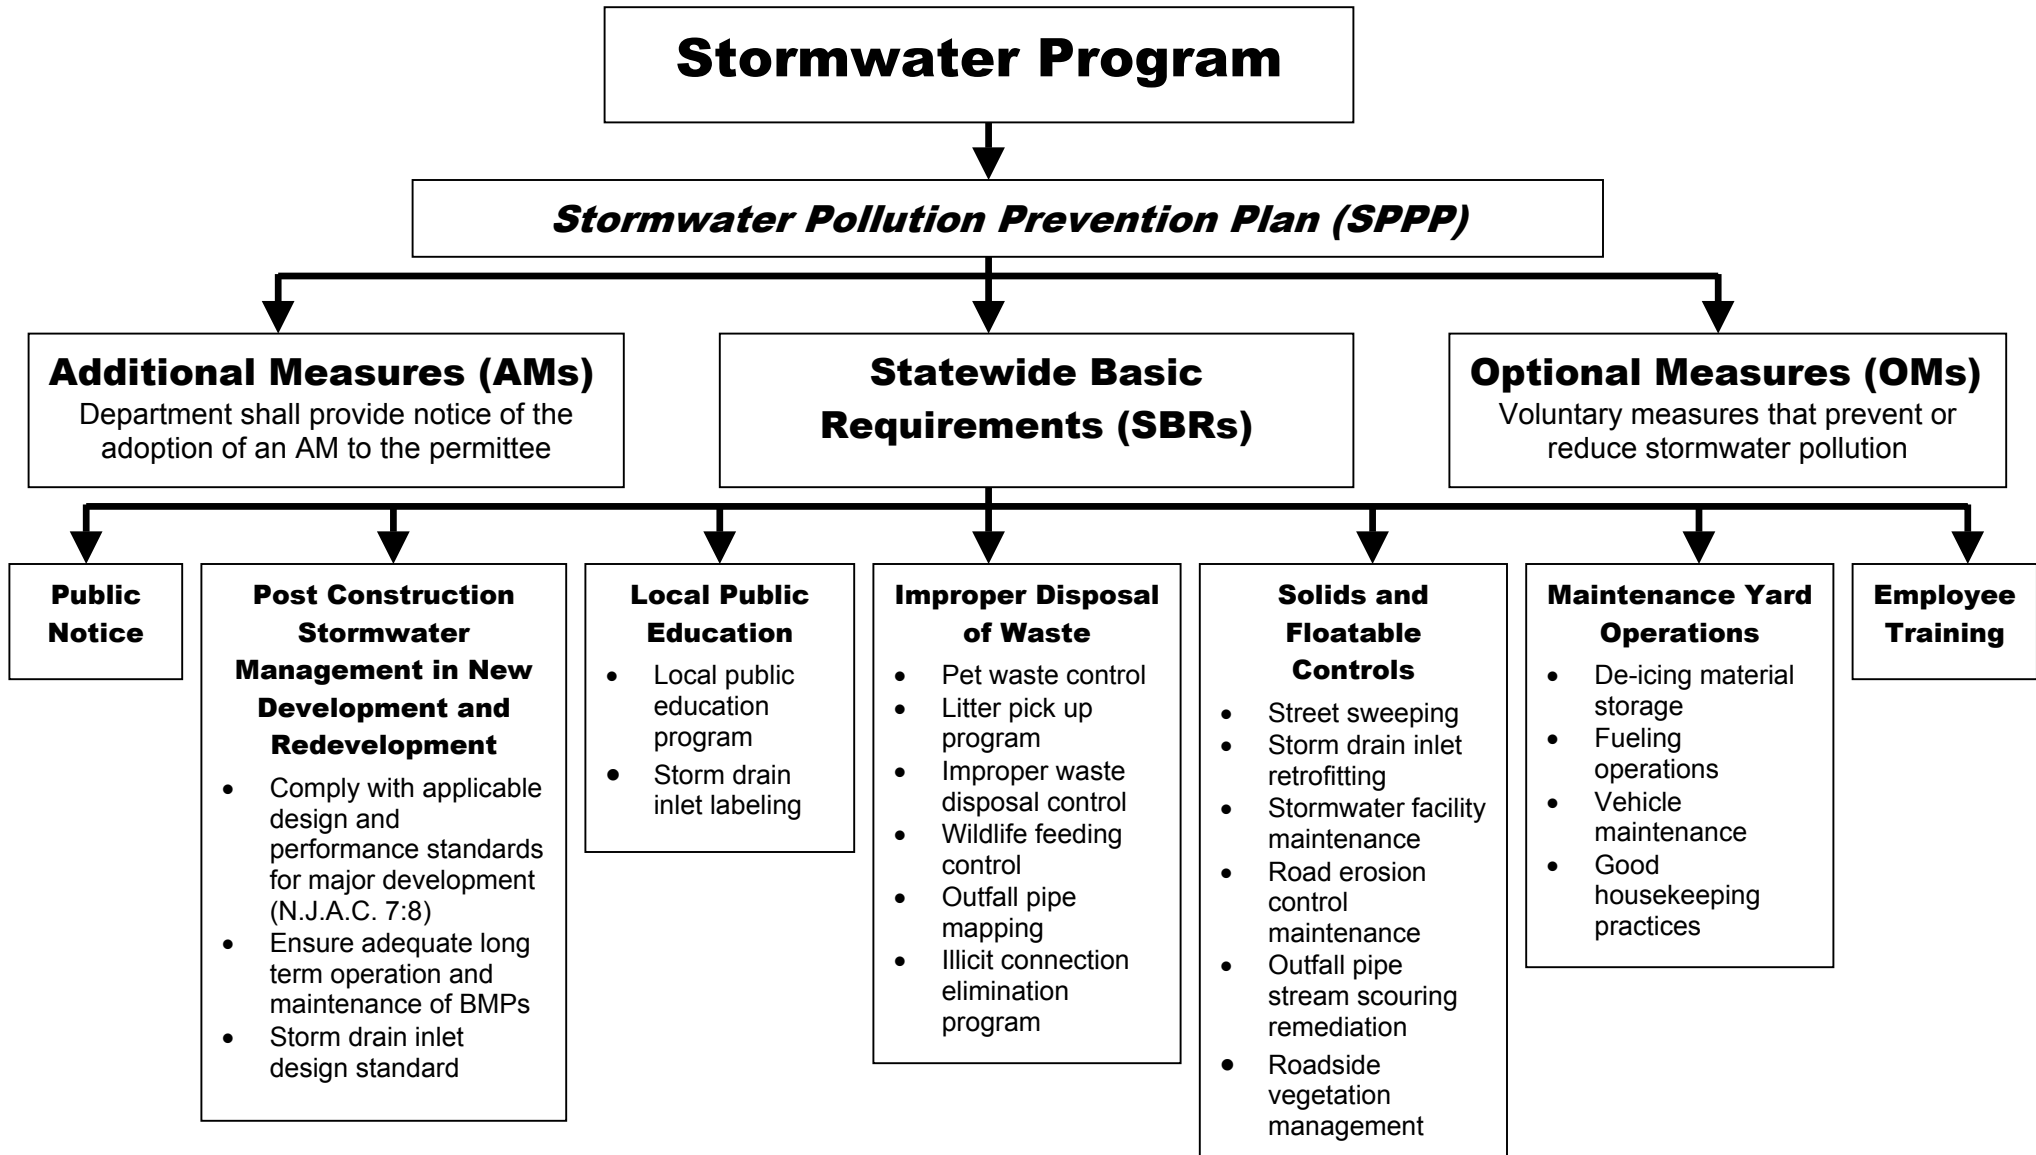 Stormwater Program
Stormwater Pollution Prevention Plan (SPPP)
Additional Measures (AMs)
Department shall provide notice of the
adoption of an AM to the permittee
Statewide Basic
Requirements (SBRs)
Optional Measures (OMs)
Voluntary measures that prevent or
reduce stormwater pollution
Public
Notice
Post Construction
Stormwater
Management in New
Development and
Redevelopment
• Comply with applicable
design and
performance standards
for major development
(N.J.A.C. 7:8)
• Ensure adequate long
term operation and
maintenance of BMPs
• Storm drain inlet
design standard
Local Public
Education
• Local public
education
program
• Storm drain
inlet labeling
Improper Disposal
of Waste
• Pet waste control
• Litter pick up
program
• Improper waste
disposal control
• Wildlife feeding
control
• Outfall pipe
mapping
• Illicit connection
elimination
program
Solids and
Floatable
Controls
• Street sweeping
• Storm drain inlet
retrofitting
• Stormwater facility
maintenance
• Road erosion
control
maintenance
• Outfall pipe
stream scouring
remediation
• Roadside
vegetation
management
Maintenance Yard
Operations
• De-icing material
storage
• Fueling
operations
• Vehicle
maintenance
• Good
housekeeping
practices
Employee
Training